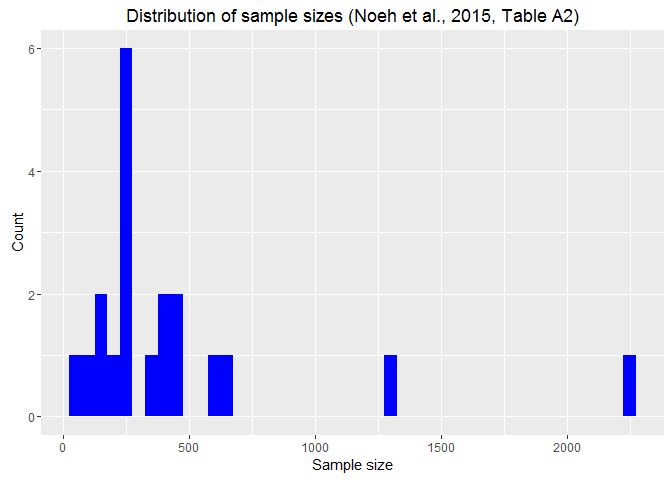 Distribution of sample sizes (Noeh et al., 2015, Table A2)
6
4
2
0
Count
0 500 1000 1500 2000
Sample size